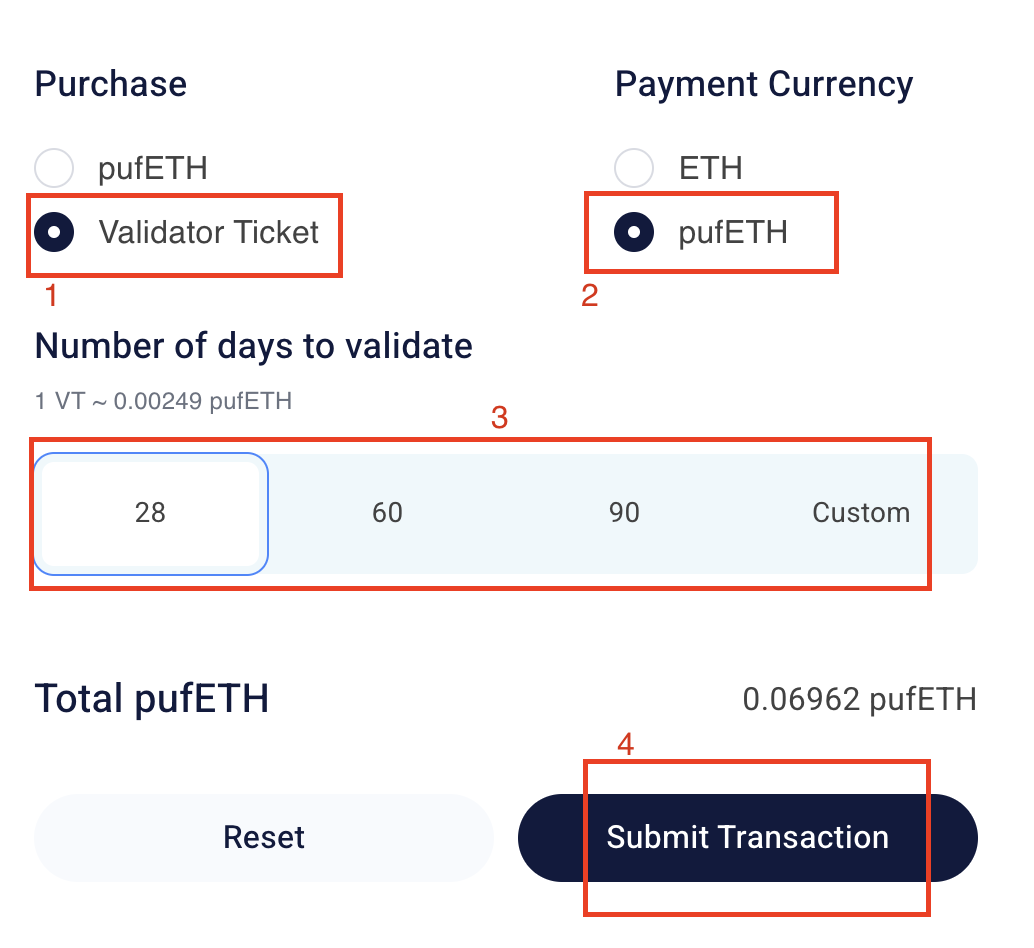 Purchase
Payment Currency
pufETH
ETH
Validator Ticket
pufETH
1
2
Number of days to validate
1 VT ~ 0.00249 pufETH
3
28
60
90
Custom
Total pufETH
0.06962 pufETH
4
Reset
Submit Transaction